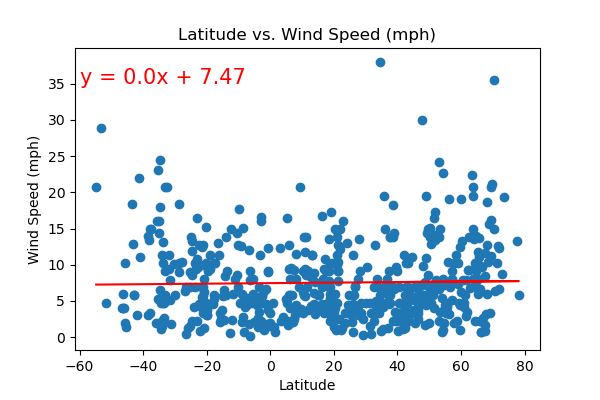 Latitude vs. Wind Speed (mph)
y = 0.0x + 7.47
Wind Speed (mph)
35
30
25
20
15
10
5
0
−60 −40 −20 0 20 40 60 80
Latitude